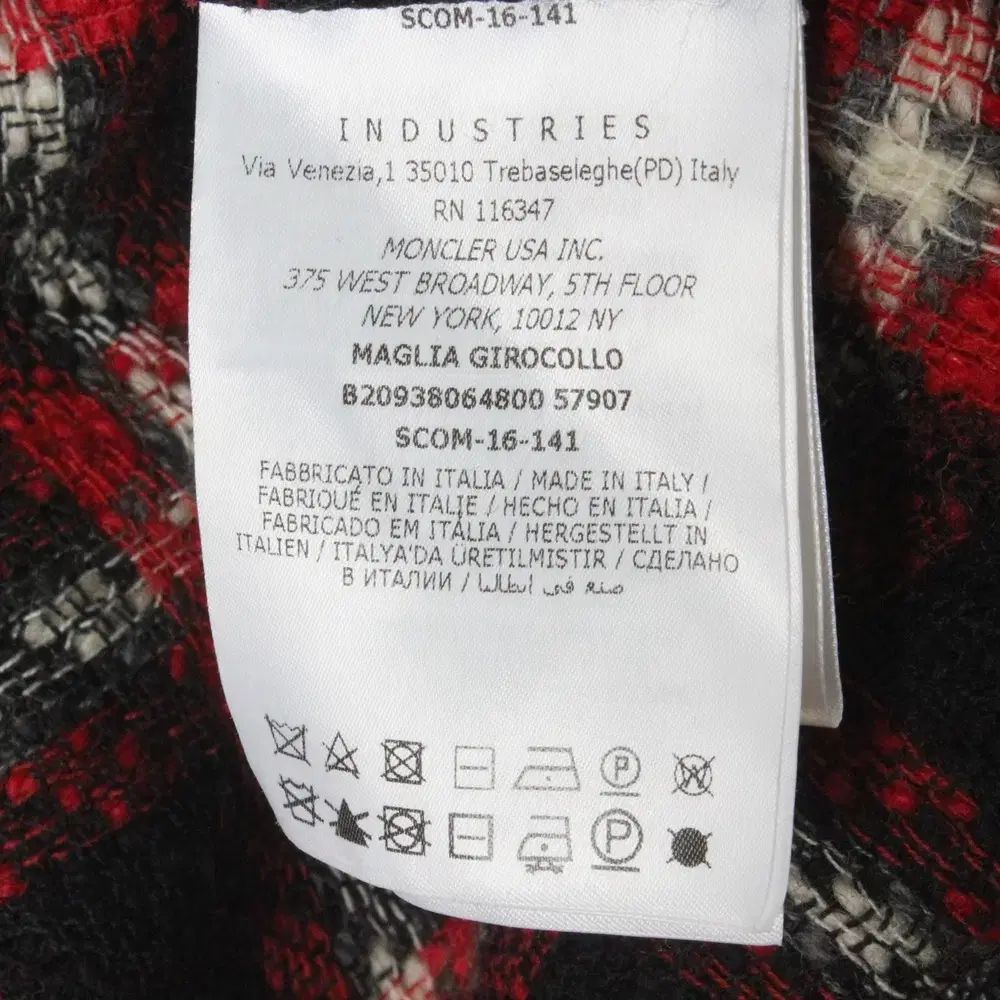 SCOM-16-141
INDUSTRIES
Via Venezia,1 35010 Trebaseleghe(PD) Italy
RN 116347
MONCLER USA INC.
375 WEST BROADWAY, 5TH FLOOR
NEW YORK, 10012 NY
MAGLIA GIROCOLLO
B20938064800 57907
SCOM-16-141
FABBRICATO IN ITALIA / MADE IN ITALY /
FABRIQUÉ EN ITALIE / HECHO EN ITALIA /
FABRICADO EM ITÁLIA / HERGESTELLT IN
ITALIEN / ITALYA'DA ÜRETILMISTIR / СДЕЛАНО
В ИТАЛИИ / صنع في إيطاليا
P W
P